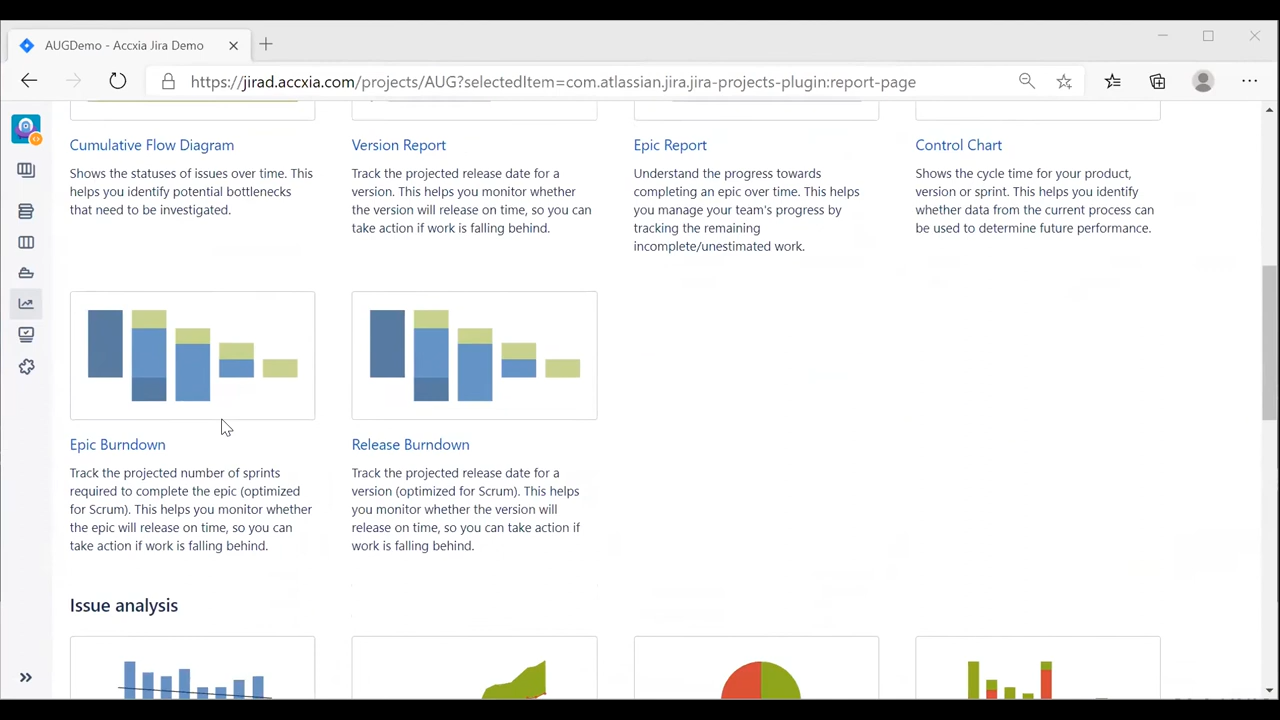 AUGDemo - Accxia Jira Demo
https://jirad.accxia.com/projects/AUG?selectedItem=com.atlassian.jira.jira-projects-plugin:report-page
Cumulative Flow Diagram
Shows the statuses of issues over time. This
helps you identify potential bottlenecks
that need to be investigated.
Version Report
Track the projected release date for a
version. This helps you monitor whether
the version will release on time, so you can
take action if work is falling behind.
Epic Report
Understand the progress towards
completing an epic over time. This helps
you manage your team's progress by
tracking the remaining
incomplete/unestimated work.
Control Chart
Shows the cycle time for your product,
version or sprint. This helps you identify
whether data from the current process can
be used to determine future performance.
Epic Burndown
Track the projected number of sprints
required to complete the epic (optimized
for Scrum). This helps you monitor whether
the epic will release on time, so you can
take action if work is falling behind.
Release Burndown
Track the projected release date for a
version (optimized for Scrum). This helps
you monitor whether the version will
release on time, so you can take action if
work is falling behind.
Issue analysis